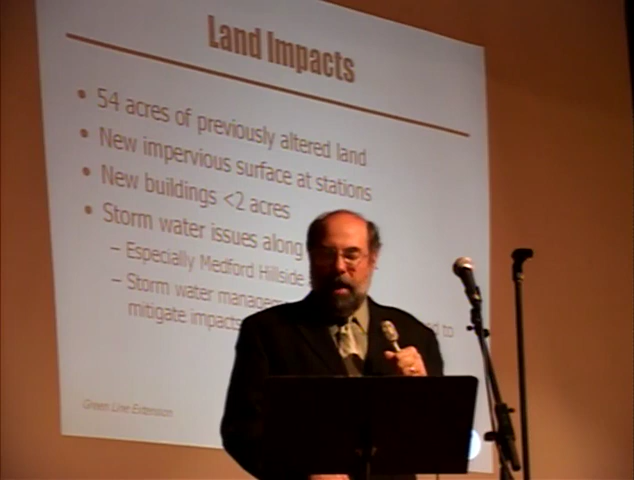 Land Impacts
• 54 acres of previously altered land
• New impervious surface at stations
• New buildings <2 acres
• Storm water issues along
– Especially Medford Hillside
– Storm water
mitigate impacts to
Green Line Extension